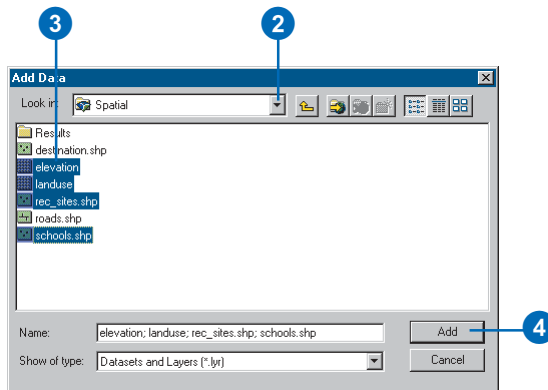 3
2
Add Data
Look in: Spatial
Results
destination.shp
elevation
landuse
rec_sites.shp
roads.shp
schools.shp
Name: elevation; landuse; rec_sites.shp; schools.shp
Add
4
Show of type: Datasets and Layers (*.lyr)
Cancel